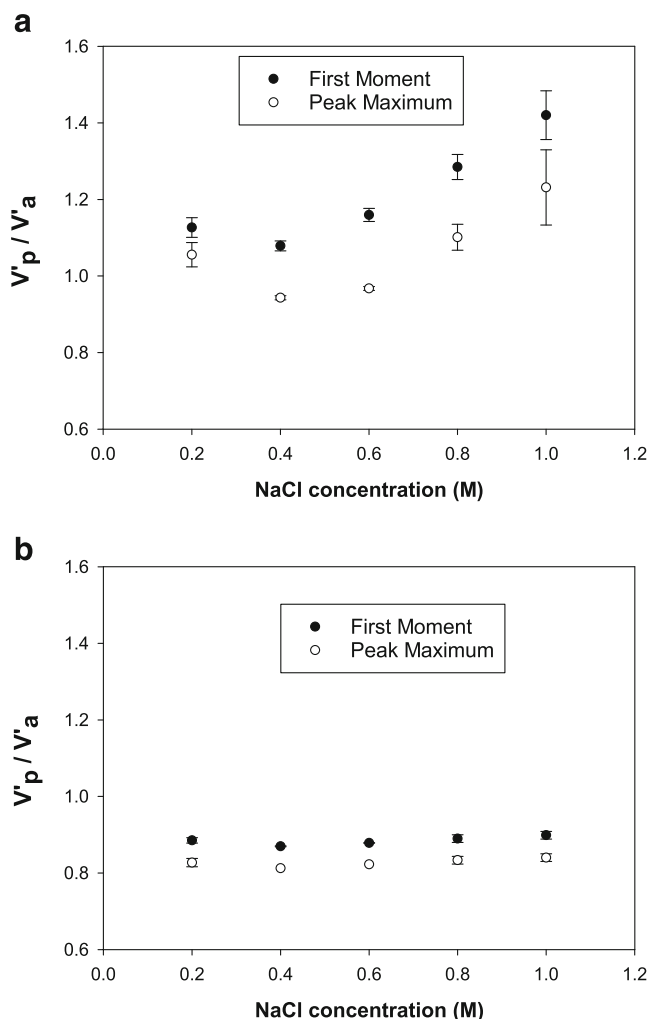 a
1.6
First Moment
Peak Maximum
1.4
1.2
1.0
0.8
0.6
0.0 0.2 0.4 0.6 0.8 1.0 1.2
V'p / V'a
NaCl concentration (M)
b
1.6
First Moment
Peak Maximum
1.4
1.2
1.0
0.8
0.6
0.0 0.2 0.4 0.6 0.8 1.0 1.2
V'p / V'a
NaCl concentration (M)